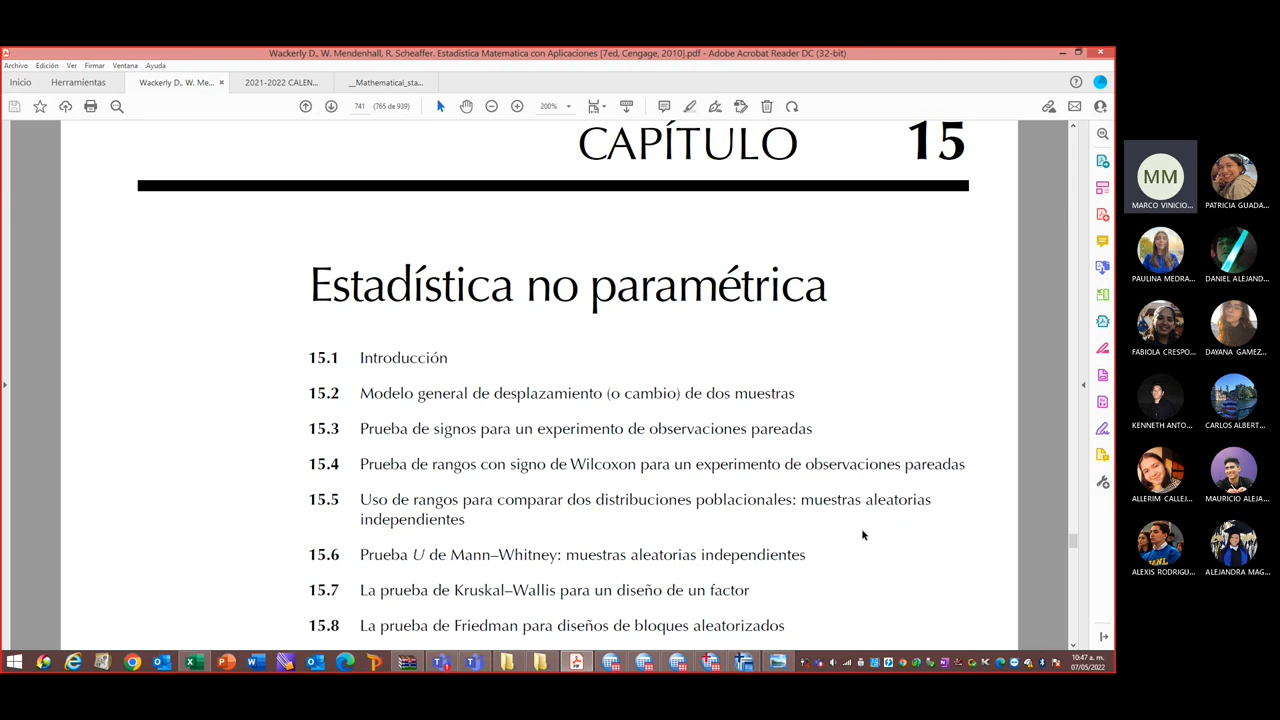 Wackerly D., W. Mendenhall, R. Scheaffer. Estadística Matematica con Aplicaciones [7ed, Cengage, 2010].pdf - Adobe Acrobat Reader DC (32-bit)
Archivo Edición Ver Firmar Ventana Ayuda
Inicio Herramientas Wackerly D., W. Me... × 2021-2022 CALEN... __Mathematical_sta...
741 (765 de 939) 200%
CAPÍTULO 15
Estadística no paramétrica
15.1 Introducción
15.2 Modelo general de desplazamiento (o cambio) de dos muestras
15.3 Prueba de signos para un experimento de observaciones pareadas
15.4 Prueba de rangos con signo de Wilcoxon para un experimento de observaciones pareadas
15.5 Uso de rangos para comparar dos distribuciones poblacionales: muestras aleatorias
independientes
15.6 Prueba U de Mann–Whitney: muestras aleatorias independientes
15.7 La prueba de Kruskal–Wallis para un diseño de un factor
15.8 La prueba de Friedman para diseños de bloques aleatorizados
10:47 a. m.
07/05/2022
MM
MARCO VINICIO... PATRICIA GUADA...
PAULINA MEDRA... DANIEL ALEJAND...
FABIOLA CRESPO... DAYANA GAMEZ...
KENNETH ANTO... CARLOS ALBERT...
ALLERIM CALLEJ... MAURICIO ALEJA...
ALEXIS RODRIGU... ALEJANDRA MAG...